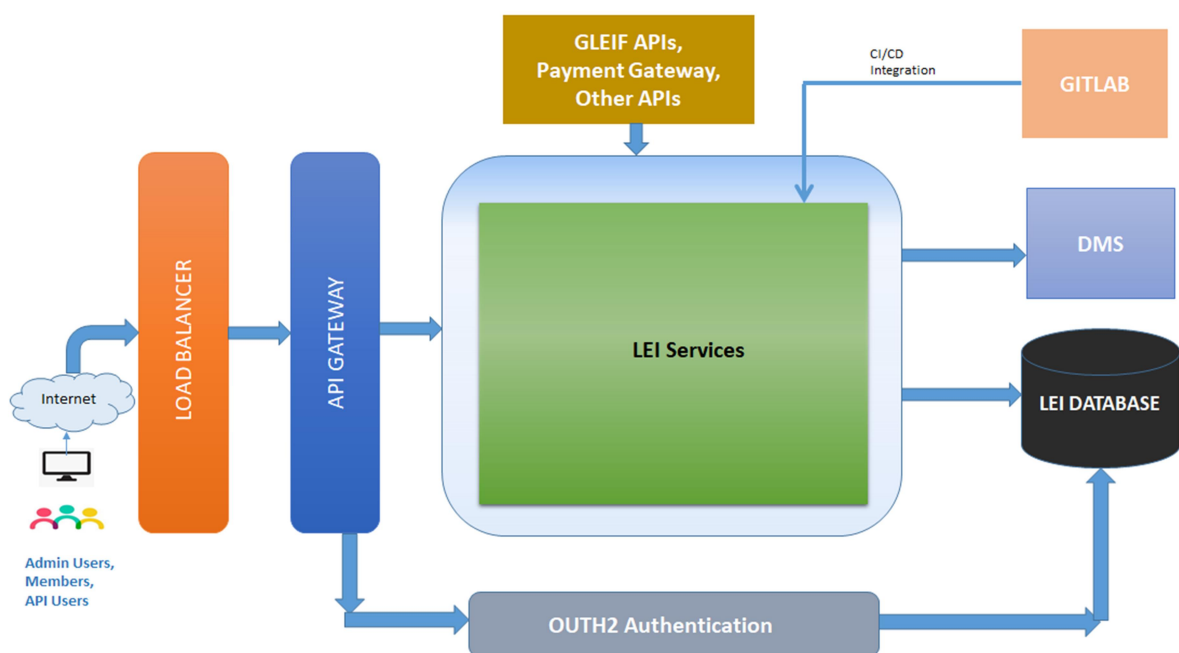 GLEIF APIs,
Payment Gateway,
Other APIs
CI/CD
Integration
GITLAB
LOAD BALANCER
API GATEWAY
LEI Services
DMS
LEI DATABASE
Internet
Admin Users,
Members,
API Users
OUTH2 Authentication